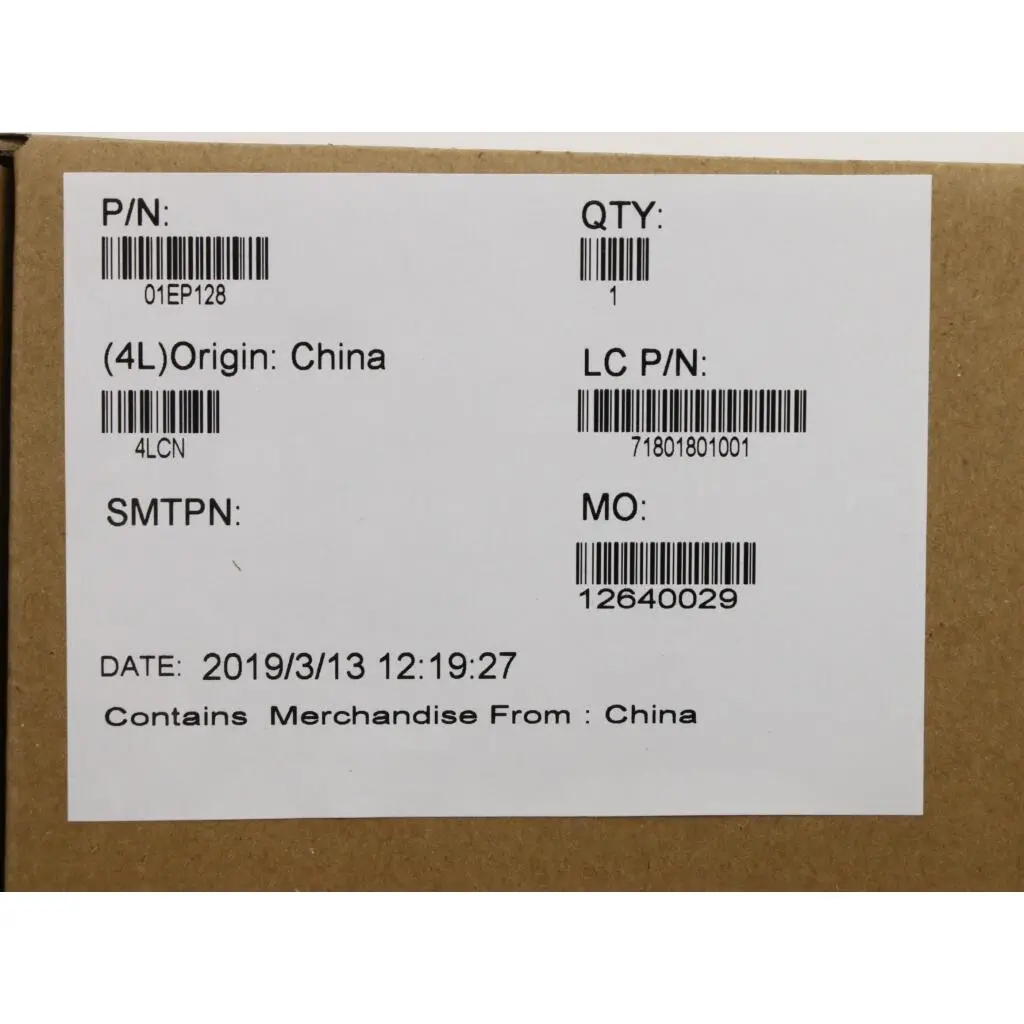 P/N:
01EP128
QTY:
1
(4L)Origin: China
4LCN
LC P/N:
71801801001
SMTPN:
MO:
12640029
DATE: 2019/3/13 12:19:27
Contains Merchandise From : China